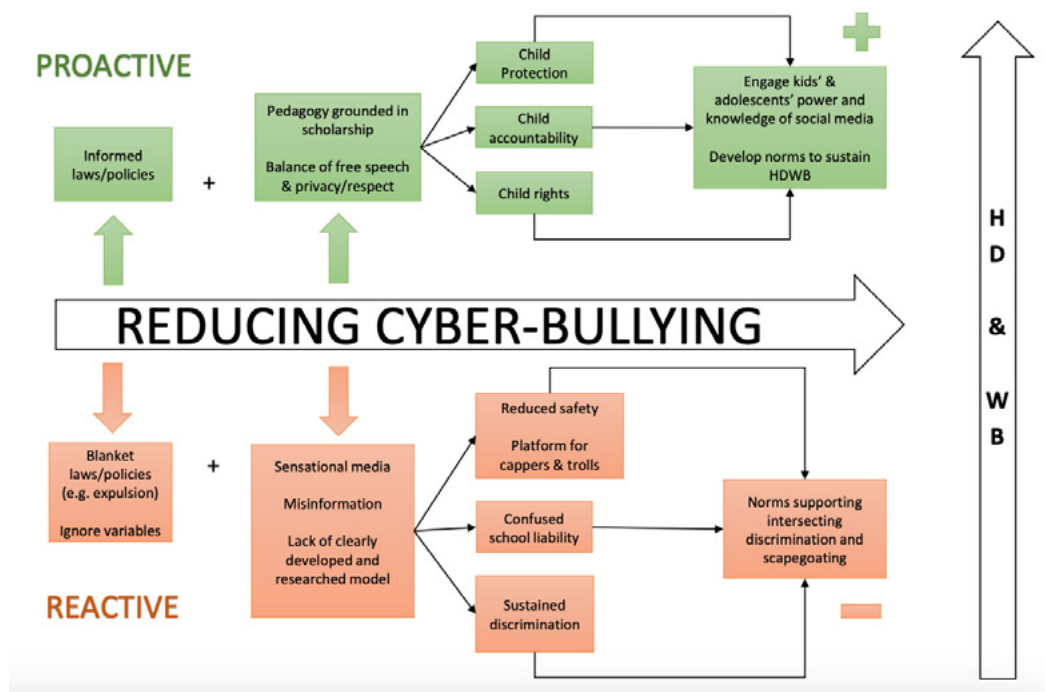 PROACTIVE
Informed
laws/policies
+
Pedagogy grounded in
scholarship
Balance of free speech
& privacy/respect
Child
Protection
Child
accountability
Child rights
Engage kids' &
adolescents' power and
knowledge of social media
Develop norms to sustain
HDWB
REDUCING CYBER-BULLYING
Blanket
laws/policies
(e.g. expulsion)
Ignore variables
+
Sensational media
Misinformation
Lack of clearly
developed and
researched model
Reduced safety
Platform for
cappers & trolls
Confused
school liability
Sustained
discrimination
Norms supporting
intersecting
discrimination and
scapegoating
REACTIVE
H
D
&
W
B